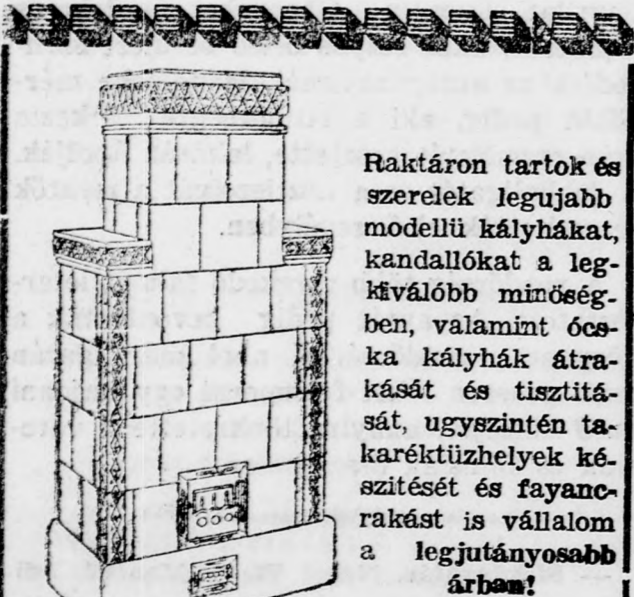 Raktáron tartok és
szerelek legujabb
modellü kályhákat,
kandallókat a leg-
kiválóbb minöség-
ben, valamint ócs-
ka kályhák átra-
kását és tisztitá-
sát, ugyszintén ta-
karéktüzhelyek ké-
szitését és fayanc-
rakást is vállalom
a legjutányosabb
árban!